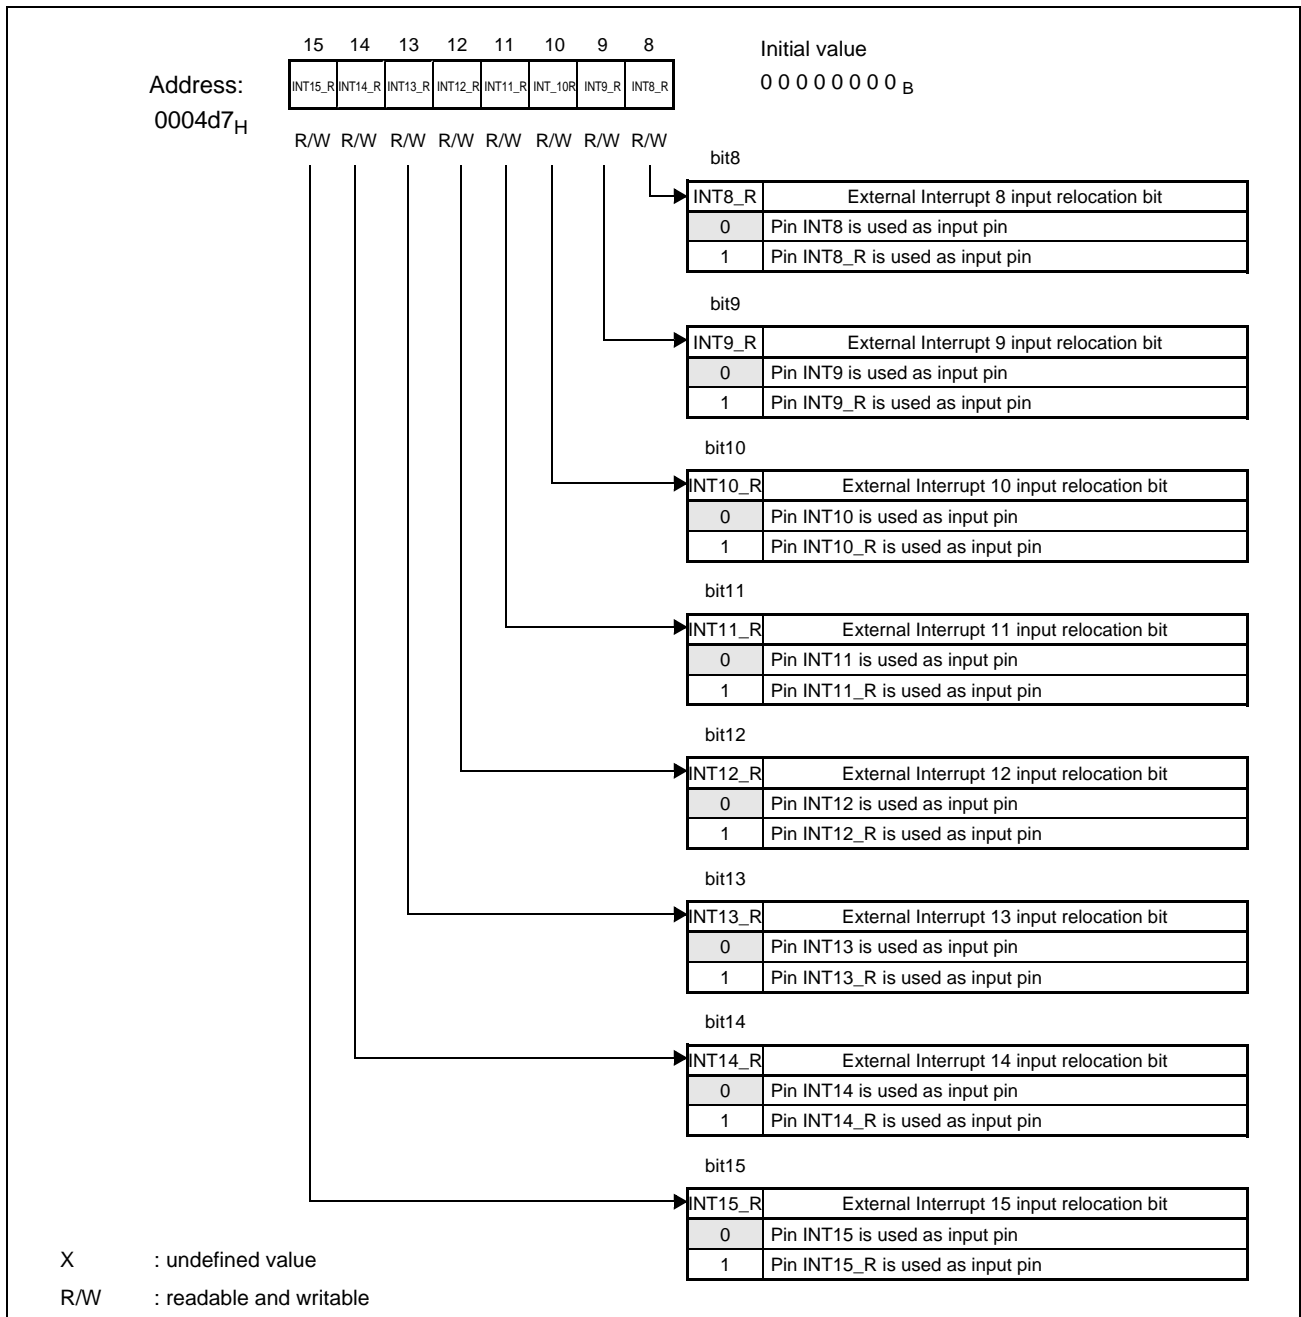 15 14 13 12 11 10 9 8
Initial value
Address:
INT15_R INT14_R INT13_R INT12_R INT11_R INT_10R INT9_R INT8_R
0 0 0 0 0 0 0 0 B
0004d7H
R/W R/W R/W R/W R/W R/W R/W R/W
bit8
INT8_R External Interrupt 8 input relocation bit
0 Pin INT8 is used as input pin
1 Pin INT8_R is used as input pin
bit9
INT9_R External Interrupt 9 input relocation bit
0 Pin INT9 is used as input pin
1 Pin INT9_R is used as input pin
bit10
INT10_R External Interrupt 10 input relocation bit
0 Pin INT10 is used as input pin
1 Pin INT10_R is used as input pin
bit11
INT11_R External Interrupt 11 input relocation bit
0 Pin INT11 is used as input pin
1 Pin INT11_R is used as input pin
bit12
INT12_R External Interrupt 12 input relocation bit
0 Pin INT12 is used as input pin
1 Pin INT12_R is used as input pin
bit13
INT13_R External Interrupt 13 input relocation bit
0 Pin INT13 is used as input pin
1 Pin INT13_R is used as input pin
bit14
INT14_R External Interrupt 14 input relocation bit
0 Pin INT14 is used as input pin
1 Pin INT14_R is used as input pin
bit15
INT15_R External Interrupt 15 input relocation bit
0 Pin INT15 is used as input pin
1 Pin INT15_R is used as input pin
X : undefined value
R/W : readable and writable